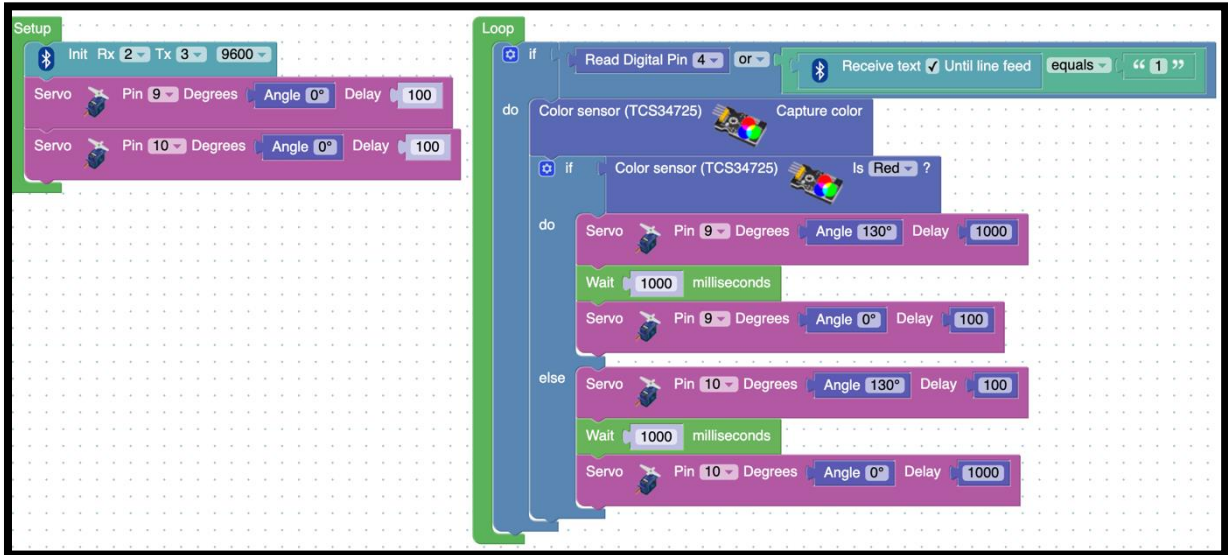 Setup
Init Rx 2 Tx 3 9600
Servo Pin 9 Degrees Angle 0° Delay 100
Servo Pin 10 Degrees Angle 0° Delay 100
Loop
if Read Digital Pin 4 or Receive text Until line feed equals “ 1 ”
do Color sensor (TCS34725) Capture color
if Color sensor (TCS34725) Is Red ?
do Servo Pin 9 Degrees Angle 130° Delay 1000
Wait 1000 milliseconds
Servo Pin 9 Degrees Angle 0° Delay 100
else Servo Pin 10 Degrees Angle 130° Delay 100
Wait 1000 milliseconds
Servo Pin 10 Degrees Angle 0° Delay 1000